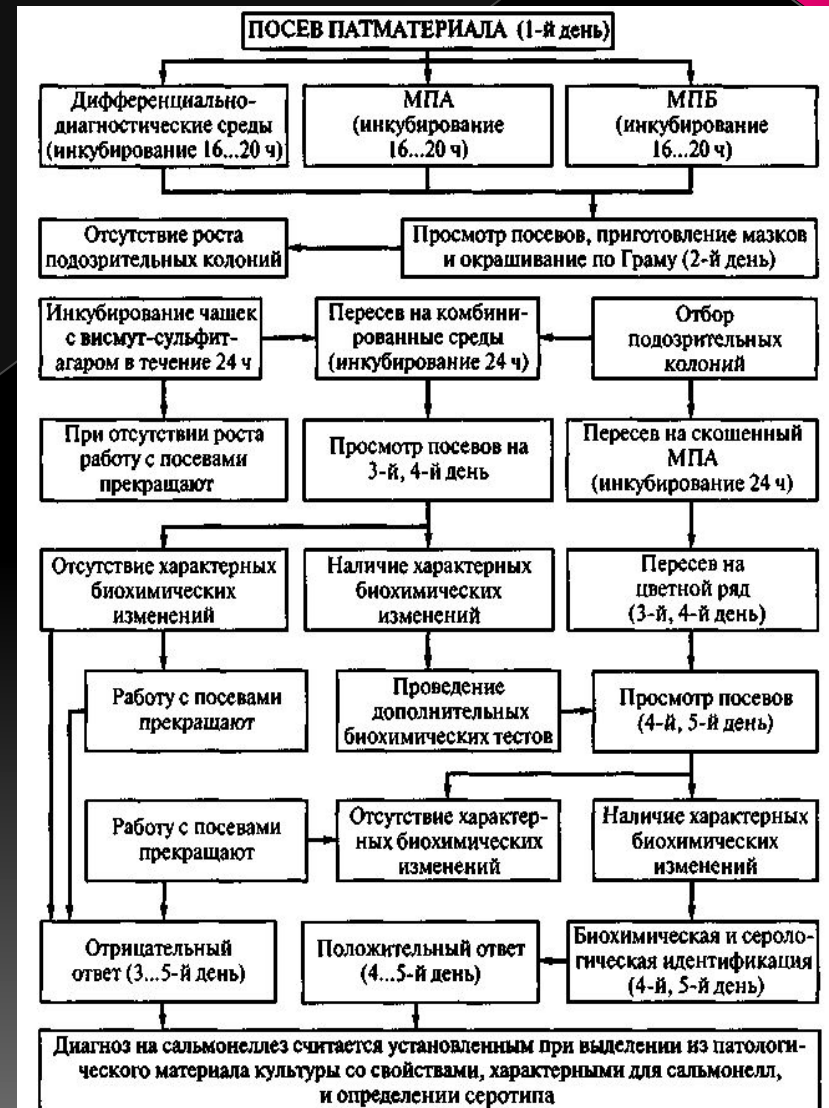 ПОСЕВ ПАТМАТЕРИАЛА (1-й день)
Дифференциально-
диагностические среды
(инкубирование 16...20 ч)
МПА
(инкубирование
16...20 ч)
МПБ
(инкубирование
16...20 ч)
Отсутствие роста
подозрительных колоний
Просмотр посевов, приготовление мазков
и окрашивание по Граму (2-й день)
Инкубирование чашек
с висмут-сульфит-
агаром в течение 24 ч
Пересев на комбини-
рованные среды
(инкубирование 24 ч)
Отбор
подозрительных
колоний
При отсутствии роста
работу с посевами
прекращают
Просмотр посевов на
3-й, 4-й день
Пересев на скошенный
МПА
(инкубирование 24 ч)
Отсутствие характерных
биохимических
изменений
Наличие характерных
биохимических
изменений
Пересев на
цветной ряд
(3-й, 4-й день)
Работу с посевами
прекращают
Проведение
дополнительных
биохимических тестов
Просмотр посевов
(4-й, 5-й день)
Работу с посевами
прекращают
Отсутствие характер-
ных биохимических
изменений
Наличие характерных
биохимических
изменений
Отрицательный
ответ (3...5-й день)
Положительный ответ
(4...5-й день)
Биохимическая и сероло-
гическая идентификация
(4-й, 5-й день)
Диагноз на сальмонеллез считается установленным при выделении из патологи-
ческого материала культуры со свойствами, характерными для сальмонелл,
и определении серотипа